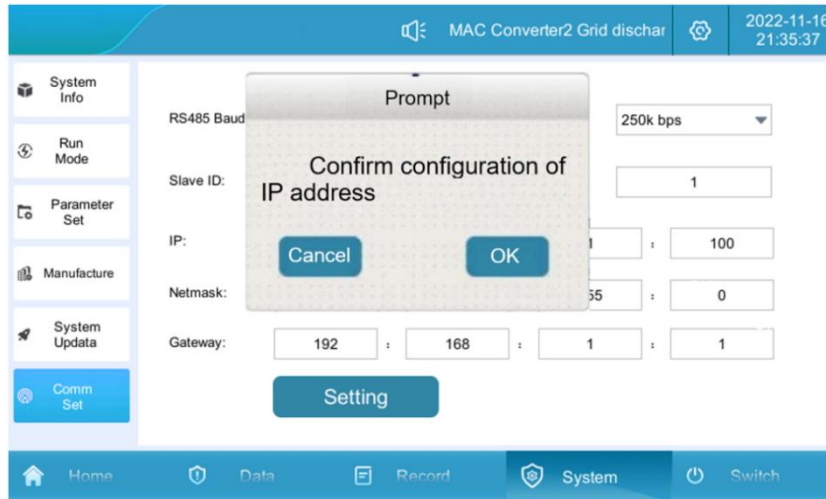 MAC Converter2 Grid dischar
2022-11-16
21:35:37
System
Info
Run
Mode
Parameter
Set
Manufacture
System
Updata
Comm
Set
Prompt
Confirm configuration of
IP address
Cancel OK
RS485 Baud 250k bps
Slave ID: 1
IP: 1 : 100
Netmask: 55 : 0
Gateway: 192 : 168 : 1 : 1
Setting
Home Data Record System Switch